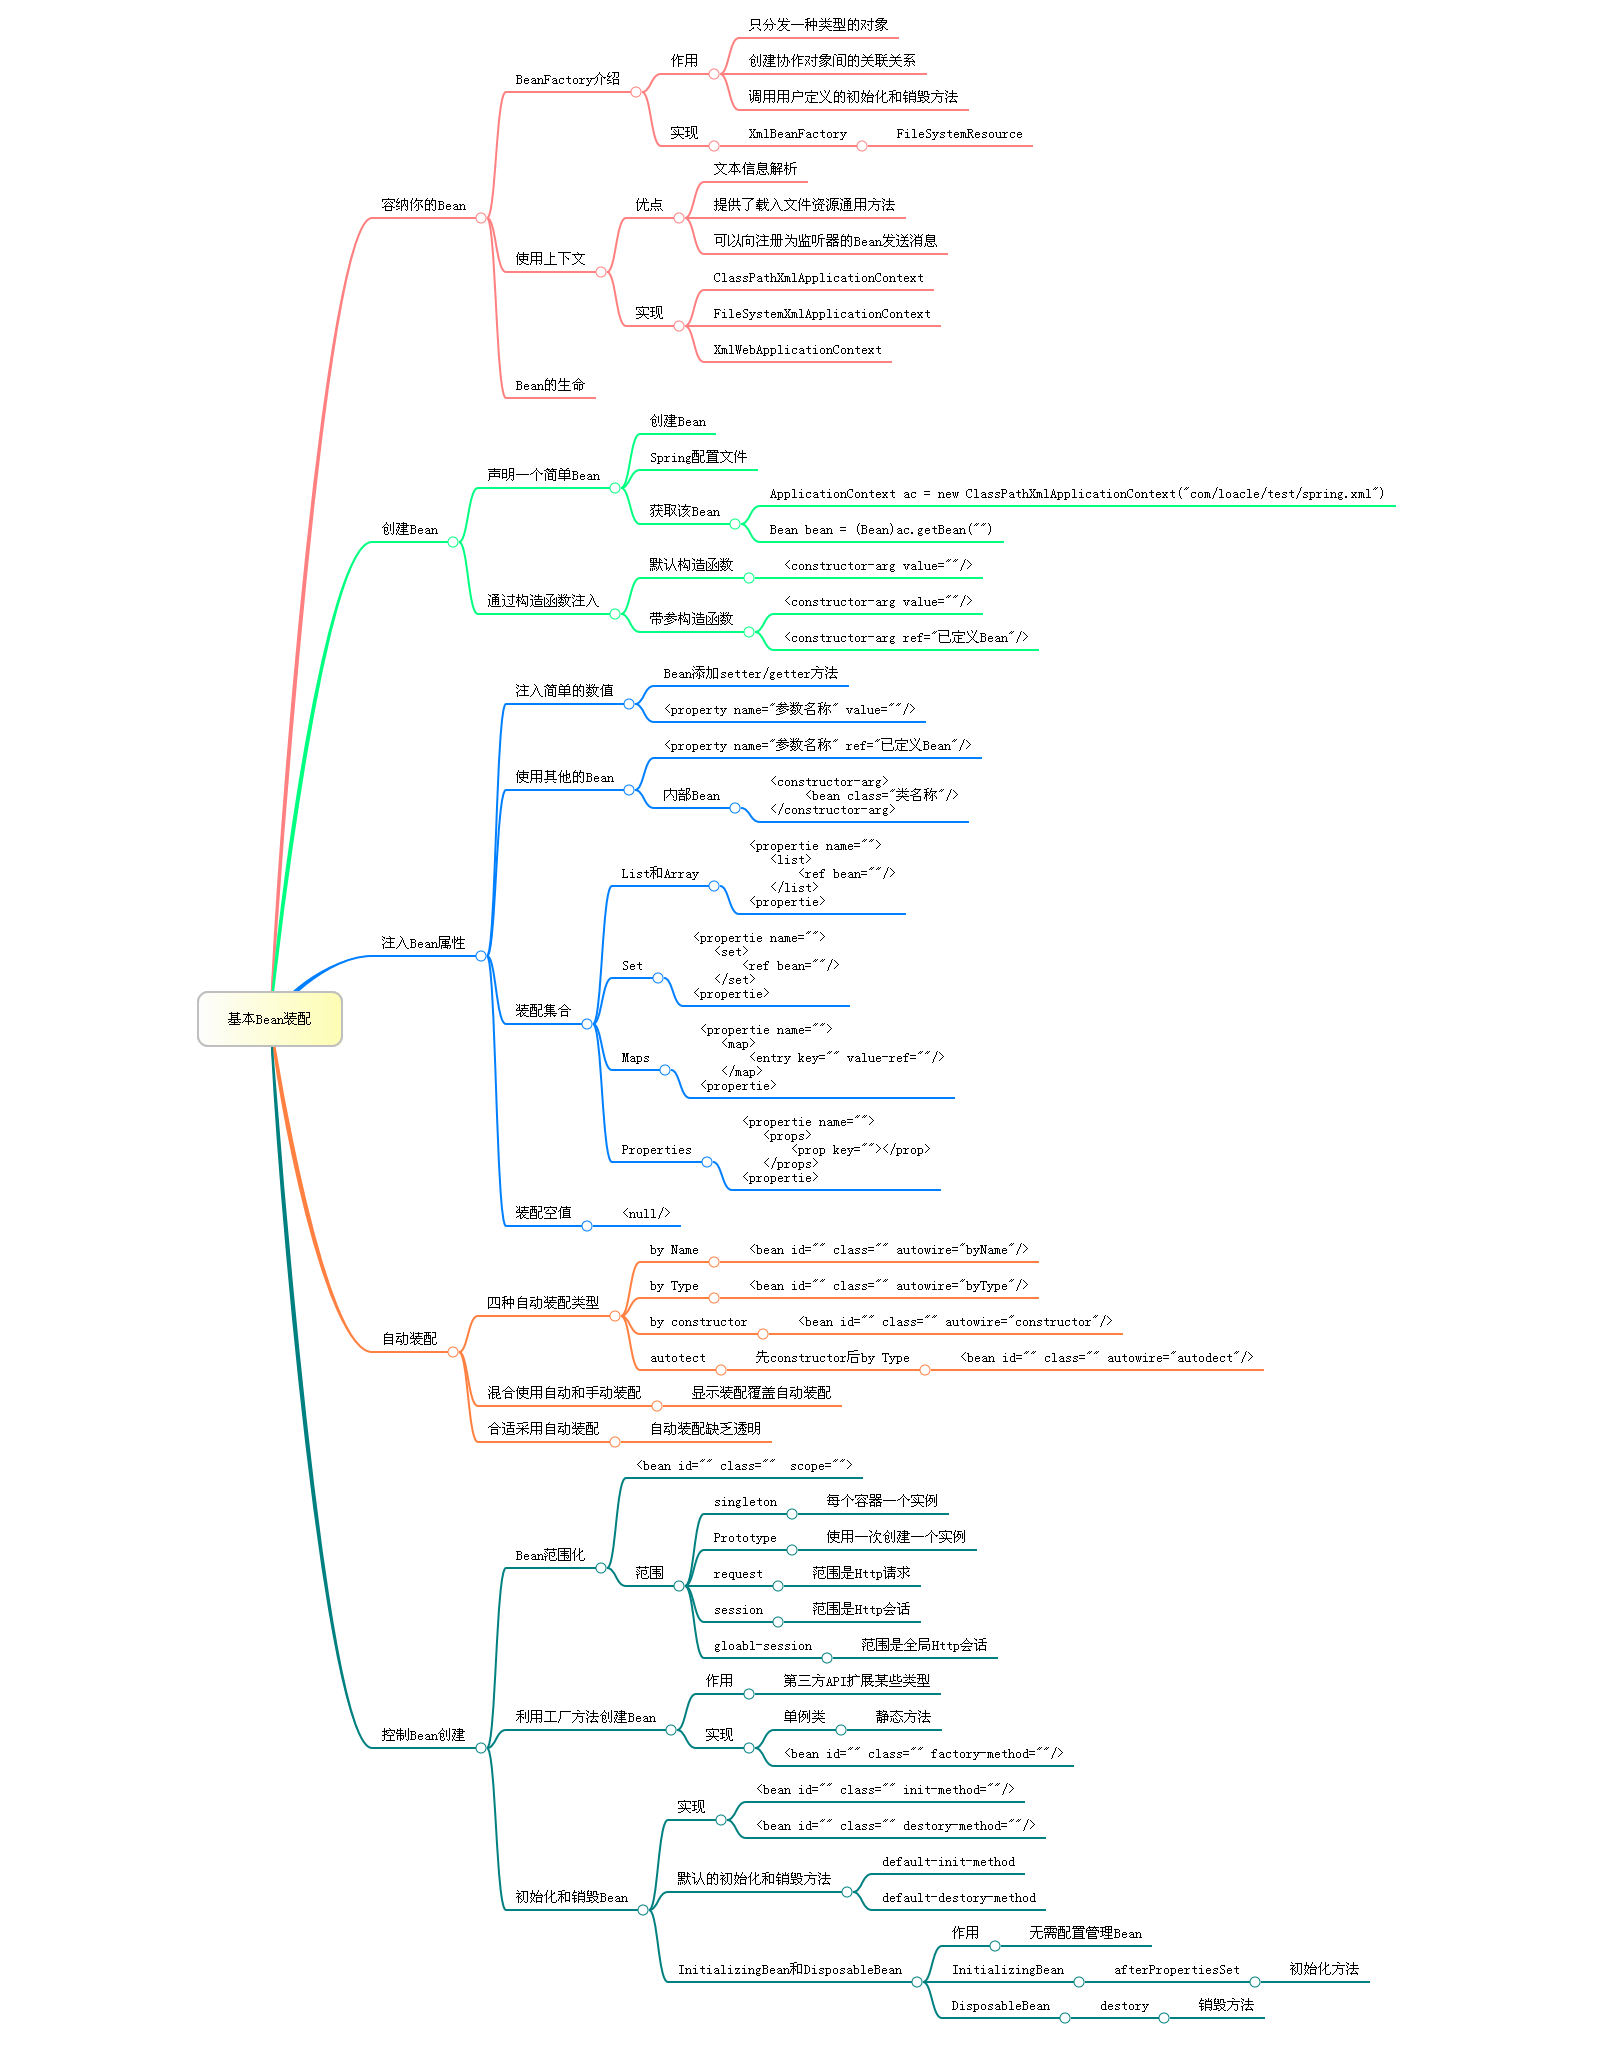 只分发一种类型的对象
作用
创建协作对象间的关联关系
BeanFactory介绍
调用用户定义的初始化和销毁方法
实现
XmlBeanFactory
FileSystemResource
文本信息解析
容纳你的Bean
优点
提供了载入文件资源通用方法
可以向注册为监听器的Bean发送消息
使用上下文
ClassPathXmlApplicationContext
实现
FileSystemXmlApplicationContext
XmlWebApplicationContext
Bean的生命
创建Bean
Spring配置文件
声明一个简单Bean
ApplicationContext ac = new ClassPathXmlApplicationContext("com/loacle/test/spring.xml")
获取该Bean
Bean bean = (Bean)ac.getBean("")
创建Bean
默认构造函数
<constructor-arg value=""/>
通过构造函数注入
<constructor-arg value=""/>
带参构造函数
<constructor-arg ref="已定义Bean"/>
Bean添加setter/getter方法
注入简单的数值
<property name="参数名称" value=""/>
<property name="参数名称" ref="已定义Bean"/>
使用其他的Bean
内部Bean
<constructor-arg>
<bean class="类名称"/>
</constructor-arg>
List和Array
<propertie name="">
<list>
<ref bean=""/>
</list>
<propertie>
注入Bean属性
Set
<propertie name="">
<set>
<ref bean=""/>
</set>
<propertie>
装配集合
Maps
<propertie name="">
<map>
<entry key="" value-ref=""/>
</map>
<propertie>
基本Bean装配
Properties
<propertie name="">
<props>
<prop key=""></prop>
</props>
<propertie>
装配空值
<null/>
by Name
<bean id="" class="" autowire="byName"/>
by Type
<bean id="" class="" autowire="byType"/>
四种自动装配类型
by constructor
<bean id="" class="" autowire="constructor"/>
自动装配
autotect
先constructor后by Type
<bean id="" class="" autowire="autodect"/>
混合使用自动和手动装配
显示装配覆盖自动装配
合适采用自动装配
自动装配缺乏透明
<bean id="" class=""  scope="">
singleton
每个容器一个实例
Prototype
使用一次创建一个实例
Bean范围化
范围
request
范围是Http请求
session
范围是Http会话
gloabl-session
范围是全局Http会话
作用
第三方API扩展某些类型
利用工厂方法创建Bean
单例类
静态方法
实现
<bean id="" class="" factory-method=""/>
控制Bean创建
<bean id="" class="" init-method=""/>
实现
<bean id="" class="" destory-method=""/>
default-init-method
默认的初始化和销毁方法
default-destory-method
初始化和销毁Bean
作用
无需配置管理Bean
InitializingBean和DisposableBean
InitializingBean
afterPropertiesSet
初始化方法
DisposableBean
destory
销毁方法